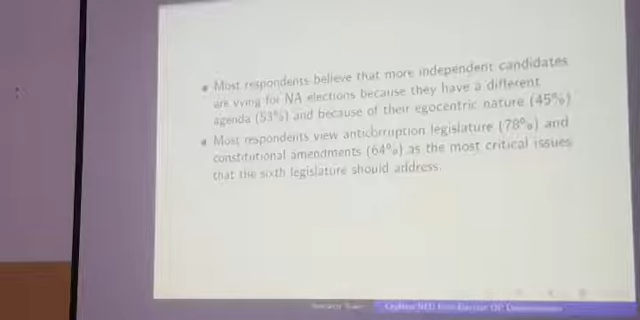 • Most respondents believe that more independent candidates
are vying for NA elections because they have a different
agenda (53%) and because of their egocentric nature (45%)
• Most respondents view anticorruption legislature (78%) and
constitutional amendments (64%) as the most critical issues
that the sixth legislature should address.